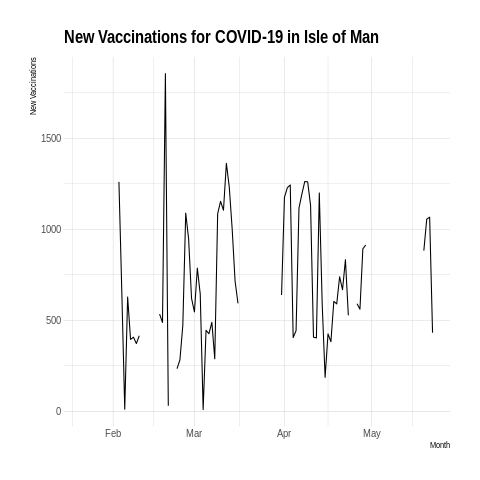 New Vaccinations for COVID-19 in Isle of Man
New Vaccinations
1500
1000
500
0
Feb Mar Apr May
Month